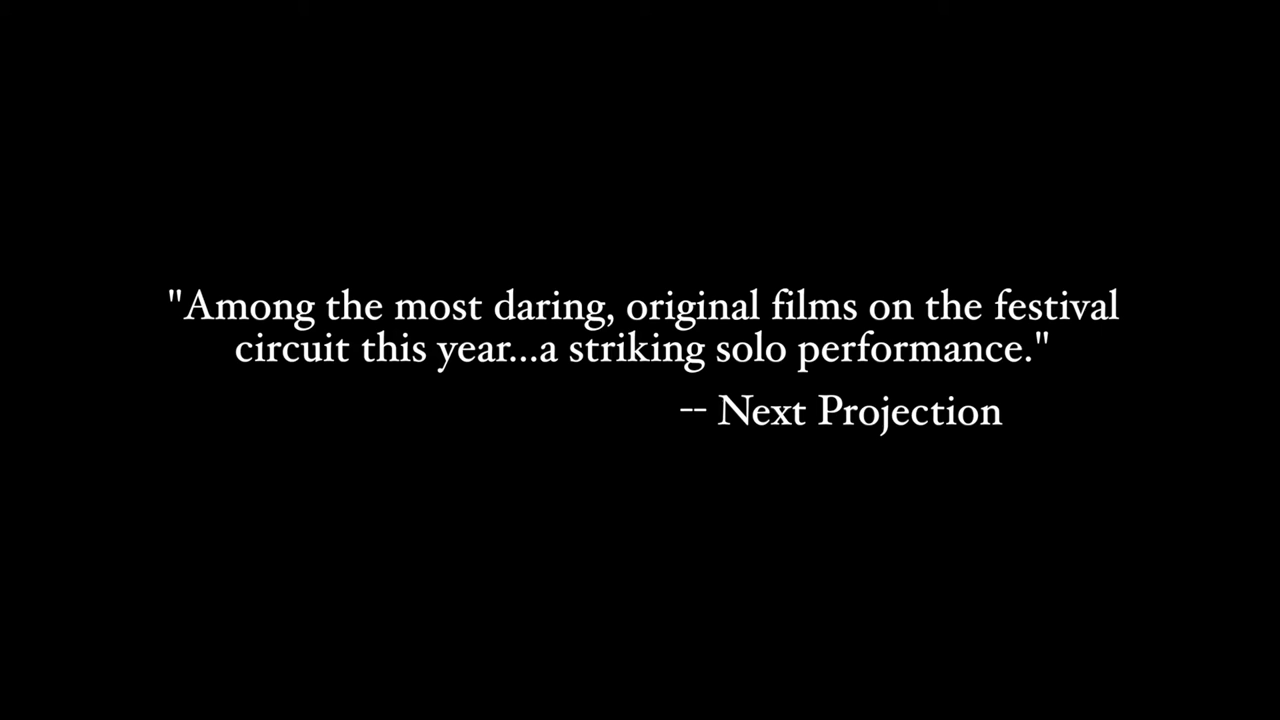 "Among the most daring, original films on the festival
circuit this year...a striking solo performance."
-- Next Projection